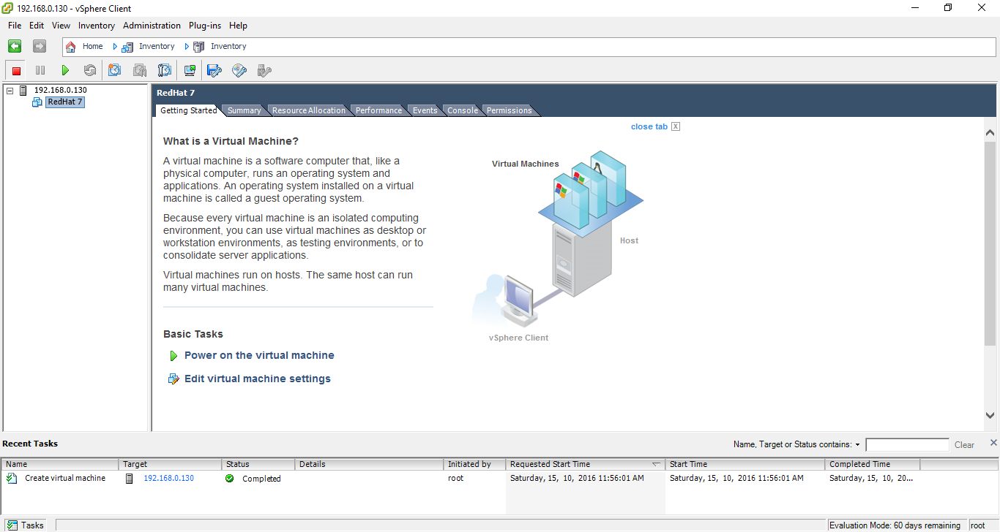 192.168.0.130 - vSphere Client
File Edit View Inventory Administration Plug-ins Help
Home Inventory Inventory
192.168.0.130
RedHat 7
RedHat 7
Getting Started Summary Resource Allocation Performance Events Console Permissions
close tab X
What is a Virtual Machine?
A virtual machine is a software computer that, like a
physical computer, runs an operating system and
applications. An operating system installed on a virtual
machine is called a guest operating system.
Because every virtual machine is an isolated computing
environment, you can use virtual machines as desktop or
workstation environments, as testing environments, or to
consolidate server applications.
Virtual machines run on hosts. The same host can run
many virtual machines.
Basic Tasks
Power on the virtual machine
Edit virtual machine settings
Virtual Machines
Host
vSphere Client
Recent Tasks
Name, Target or Status contains: Clear
Name Target Status Details Initiated by Requested Start Time Start Time Completed Time
Create virtual machine 192.168.0.130 Completed root Saturday, 15, 10, 2016 11:56:01 AM Saturday, 15, 10, 2016 11:56:01 AM Saturday, 15, 10, 20...
Tasks Evaluation Mode: 60 days remaining root